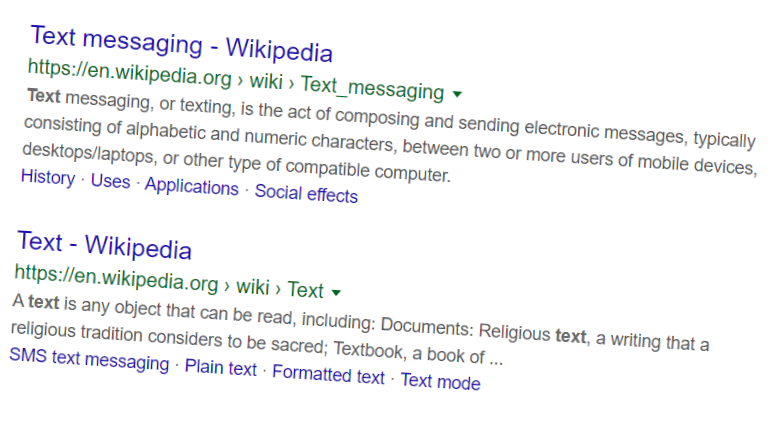 Text messaging - Wikipedia
https://en.wikipedia.org › wiki › Text_messaging ▼
Text messaging, or texting, is the act of composing and sending electronic messages, typically
consisting of alphabetic and numeric characters, between two or more users of mobile devices,
desktops/laptops, or other type of compatible computer.
History · Uses · Applications · Social effects
Text - Wikipedia
https://en.wikipedia.org › wiki › Text ▼
A text is any object that can be read, including: Documents: Religious text, a writing that a
religious tradition considers to be sacred; Textbook, a book of ...
SMS text messaging · Plain text · Formatted text · Text mode